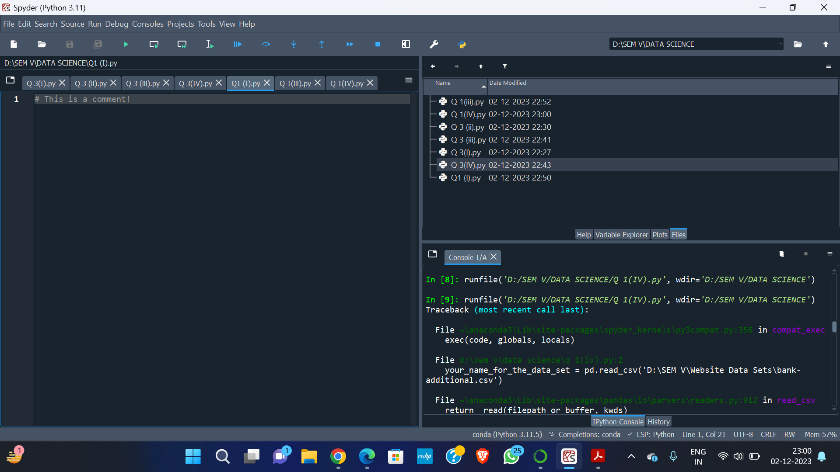 Spyder (Python 3.11)
File Edit Search Source Run Debug Consoles Projects Tools View Help
D:\SEM V\DATA SCIENCE
D:\SEM V\DATA SCIENCE\Q1 (I).py
Q 3(I).py
Q 3 (II).py
Q 3 (III).py
Q 3(IV).py
Q1 (I).py
Q 1(III).py
Q 1(IV).py
1 # This is a comment!
Name Date Modified
Q 1(iii).py 02-12-2023 22:52
Q 1(IV).py 02-12-2023 23:00
Q 3 (ii).py 02-12-2023 22:30
Q 3 (iii).py 02-12-2023 22:41
Q 3(I).py 02-12-2023 22:27
Q 3(IV).py 02-12-2023 22:43
Q1 (I).py 02-12-2023 22:50
Help Variable Explorer Plots Files
Console 1/A
In [8]: runfile('D:/SEM V/DATA SCIENCE/Q 1(IV).py', wdir='D:/SEM V/DATA SCIENCE')
In [9]: runfile('D:/SEM V/DATA SCIENCE/Q 1(IV).py', wdir='D:/SEM V/DATA SCIENCE')
Traceback (most recent call last):
File ~\anaconda3\Lib\site-packages\spyder_kernels\py3compat.py:356 in compat_exec
exec(code, globals, locals)
File d:\sem v\data science\q 1(iv).py:2
your_name_for_the_data_set = pd.read_csv('D:\SEM V\Website Data Sets\bank-
additional.csv')
File ~\anaconda3\Lib\site-packages\pandas\io\parsers\readers.py:912 in read_csv
return _read(filepath_or_buffer, kwds)
IPython Console History
conda (Python 3.11.5) Completions: conda LSP: Python Line 1, Col 21 UTF-8 CRLF RW Mem 57%
1
1
25
ENG
IN
23:00
02-12-2023